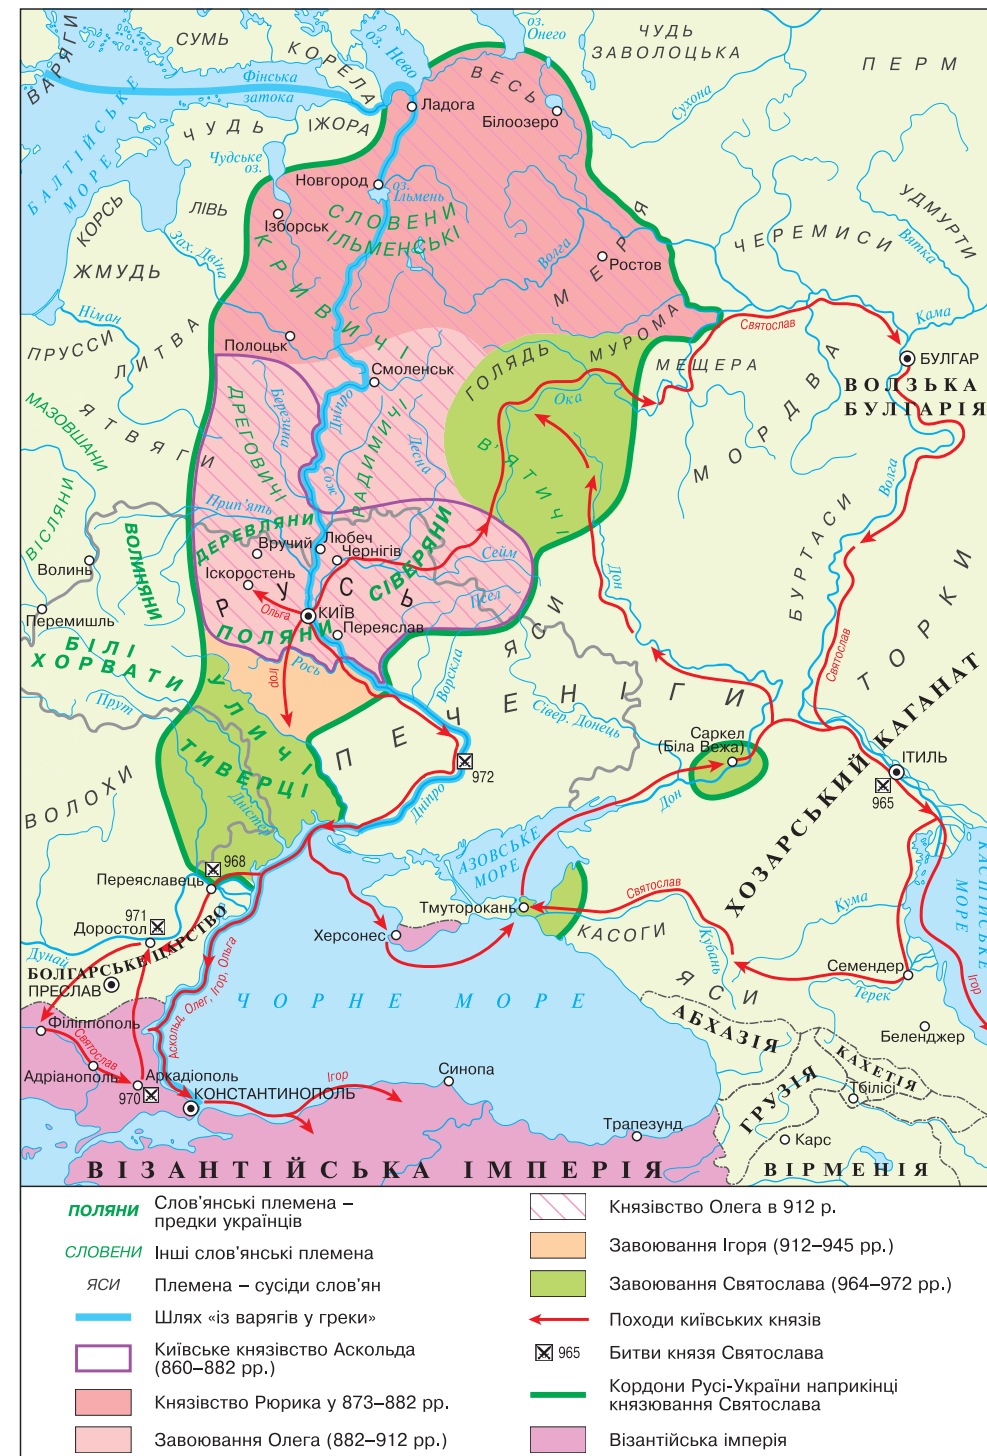 ВАРЯГИ
СУМЬ
КОРЕЛА
оз. Нево
оз.
Онего
ЧУДЬ
ЗАВОЛОЦЬКА
ПЕРМ
Фінська
затока
ВЕСЬ
Ладога
Білоозеро
Сухона
БАЛТІЙСЬКЕ
МОРЕ
ЧУДЬ
ІЖОРА
Чудське
оз.
Новгород
оз.
Ільмень
УДМУРТИ
КОРСЬ
ЛІВЬ
Ізборськ
СЛОВЕНИ
ІЛЬМЕНСЬКІ
ЧЕРЕМИСИ
Вятка
Зах. Двіна
КРИВИЧІ
Волга
МЕРЯ
Ростов
ЖМУДЬ
Німан
Кама
Святослав
ПРУССИ
ЛИТВА
Полоцьк
Смоленськ
ГОЛЯДЬ
МУРОМА
МЕЩЕРА
БУЛГАР
ВОЛЗЬКА
БУЛГАРІЯ
МАЗОВШАНИ
ЯТВЯГИ
ДРЕГОВИЧІ
Березина
Дніпро
РАДИМИЧІ
Десна
Сож
Ока
В'ЯТИЧІ
МОРДВА
Волга
ВІСЛЯНИ
Прип'ять
ВОЛИНЯНИ
Волинь
ДЕРЕВЛЯНИ
Вручий
Любеч
Чернігів
СІВЕРЯНИ
Сейм
Іскоростень
РУСЬ
Псел
Дон
БУРТАСИ
Ольга
КИЇВ
Перемишль
ПОЛЯНИ
Переяслав
ЯСИ
ТОРКИ
БІЛІ
ХОРВАТИ
Рось
Ворскла
Ігор
Святослав
УЛИЧІ
Прут
ПЕЧЕНІГИ
Сівер. Донець
Саркел
(Біла Вежа)
ТИВЕРЦІ
ХОЗАРСЬКИЙ КАГАНАТ
ІТИЛЬ
965
972
ВОЛОХИ
Дністер
Дніпро
Дон
АЗОВСЬКЕ
МОРЕ
968
Переяславець
Святослав
КАСПІЙСЬКЕ
МОРЕ
971
Доростол
Тмуторокань
Кума
Херсонес
КАСОГИ
Кубань
Дунай
БОЛГАРСЬКЕ ЦАРСТВО
ПРЕСЛАВ
ЧОРНЕ МОРЕ
ЯСИ
Семендер
Терек
Ігор
Філіппополь
Аскольд, Олег, Ігор, Ольга
АБХАЗІЯ
Беленджер
Святослав
Адріанополь
Аркадіополь
970
КОНСТАНТИНОПОЛЬ
Ігор
Синопа
КАХЕТІЯ
ГРУЗІЯ
Тбілісі
Трапезунд
Карс
ВІЗАНТІЙСЬКА ІМПЕРІЯ
ВІРМЕНІЯ
ПОЛЯНИ
Слов'янські племена –
предки українців
СЛОВЕНИ
Інші слов'янські племена
ЯСИ
Племена – сусіди слов'ян
Шлях «із варягів у греки»
Київське князівство Аскольда
(860–882 рр.)
Князівство Рюрика у 873–882 рр.
Завоювання Олега (882–912 рр.)
Князівство Олега в 912 р.
Завоювання Ігоря (912–945 рр.)
Завоювання Святослава (964–972 рр.)
Походи київських князів
965
Битви князя Святослава
Кордони Русі-України наприкінці
князювання Святослава
Візантійська імперія